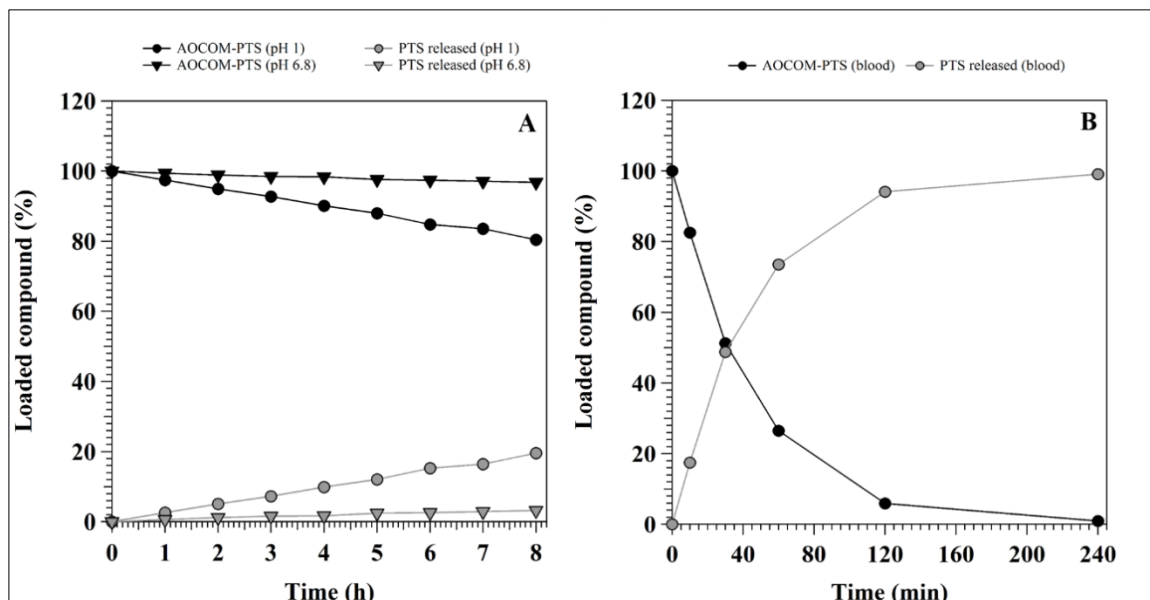 AOCOM-PTS (pH 1) PTS released (pH 1)
AOCOM-PTS (pH 6.8) PTS released (pH 6.8)
A
120
100
80
60
40
20
0
Loaded compound (%)
0 1 2 3 4 5 6 7 8
Time (h)
AOCOM-PTS (blood) PTS released (blood)
B
120
100
80
60
40
20
0
Loaded compound (%)
0 40 80 120 160 200 240
Time (min)